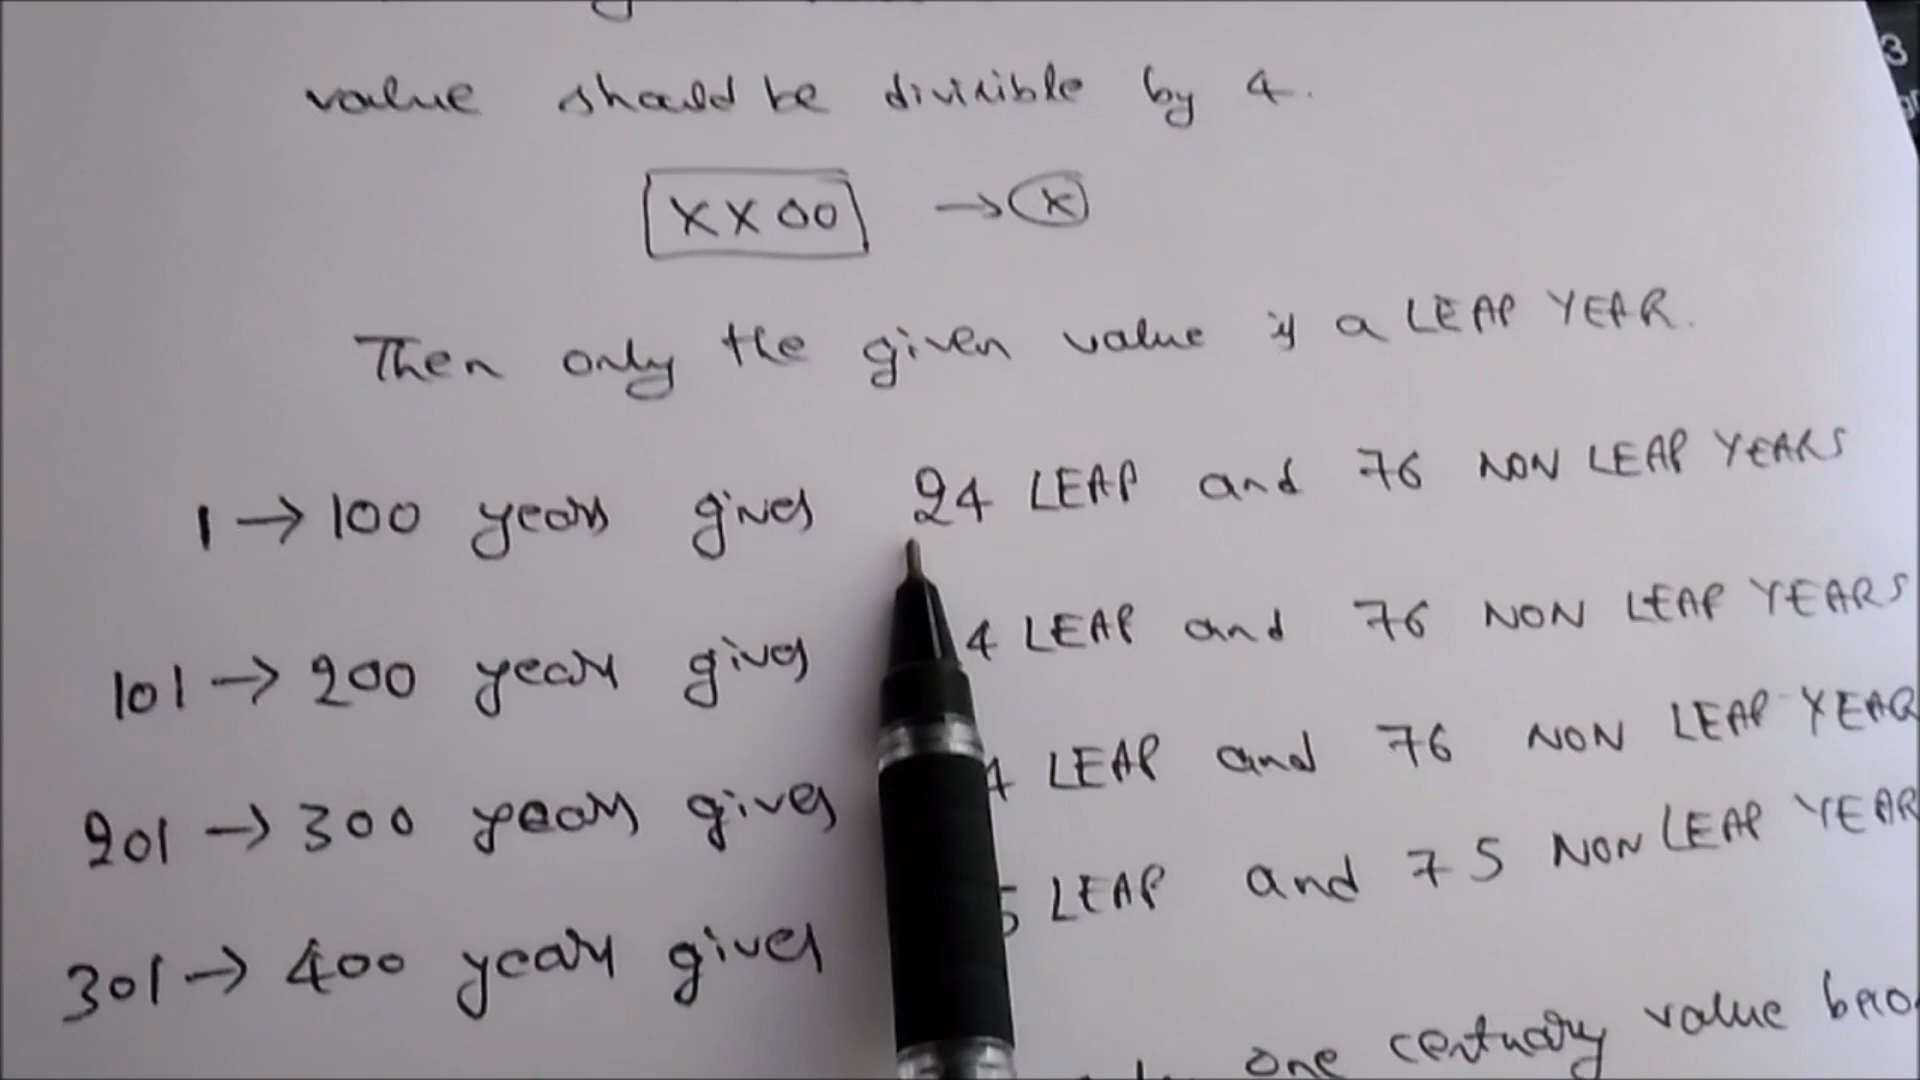 value should be divisible by 4.
XX00 → X
Then only the given value is a LEAP YEAR.
1 → 100 years gives 24 LEAP and 76 NON LEAP YEARS
101 → 200 years gives 4 LEAP and 76 NON LEAP YEARS
201 → 300 years gives 4 LEAP and 76 NON LEAP YEAR
301 → 400 years gives 5 LEAP and 75 NON LEAP YEAR
one centuary value
3